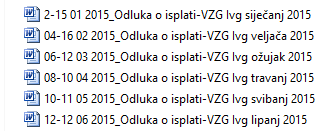 2-15 01 2015_Odluka o isplati-VZG lvg siječanj 2015
04-16 02 2015_Odluka o isplati-VZG lvg veljača 2015
06-12 03 2015_Odluka o isplati-VZG lvg ožujak 2015
08-10 04 2015_Odluka o isplati-VZG lvg travanj 2015
10-11 05 2015_Odluka o isplati-VZG lvg svibanj 2015
12-12 06 2015_Odluka o isplati-VZG lvg lipanj 2015